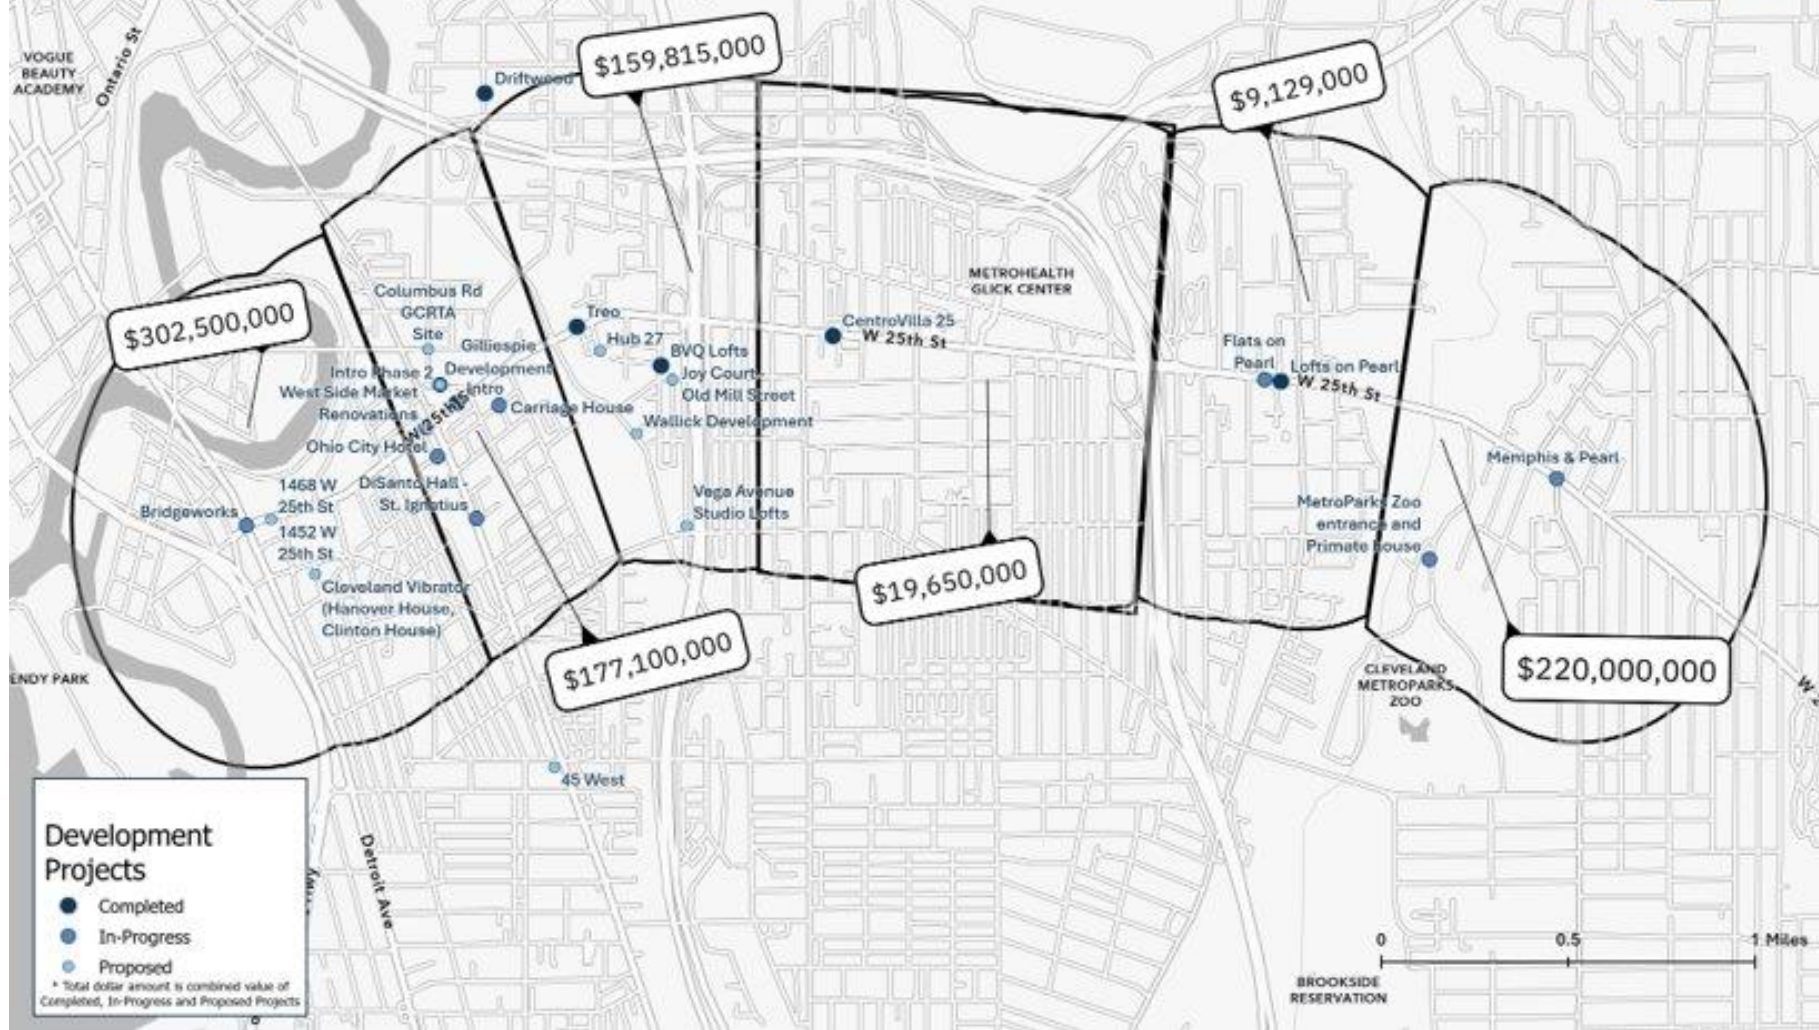 VOGUE
BEAUTY
ACADEMY
Ontario St
Driftwood
$159,815,000
$9,129,000
METROHEALTH
GLICK CENTER
$302,500,000
Columbus Rd
GCRTA
Site
Gilliespie
Development
Treo
Hub 27
BVQ Lofts
Joy Court
Old Mill Street
CentroVilla 25
W 25th St
Flats on
Pearl
Lofts on Pearl
W 25th St
Intro Phase 2
Intro
West Side Market
Renovations
W 25th St
Carriage House
Wallick Development
Ohio City Hotel
Memphis & Pearl
1468 W
25th St
DiSanto Hall -
St. Ignatius
Bridgeworks
1452 W
25th St
Vega Avenue
Studio Lofts
MetroParks Zoo
entrance and
Primate house
Cleveland Vibrator
(Hanover House,
Clinton House)
$19,650,000
$177,100,000
$220,000,000
ENDY PARK
CLEVELAND
METROPARKS
ZOO
45 West
Detroit Ave
Development
Projects
Completed
In-Progress
Proposed
* Total dollar amount is combined value of
Completed, In-Progress and Proposed Projects
0 0.5 1 Miles
BROOKSIDE
RESERVATION